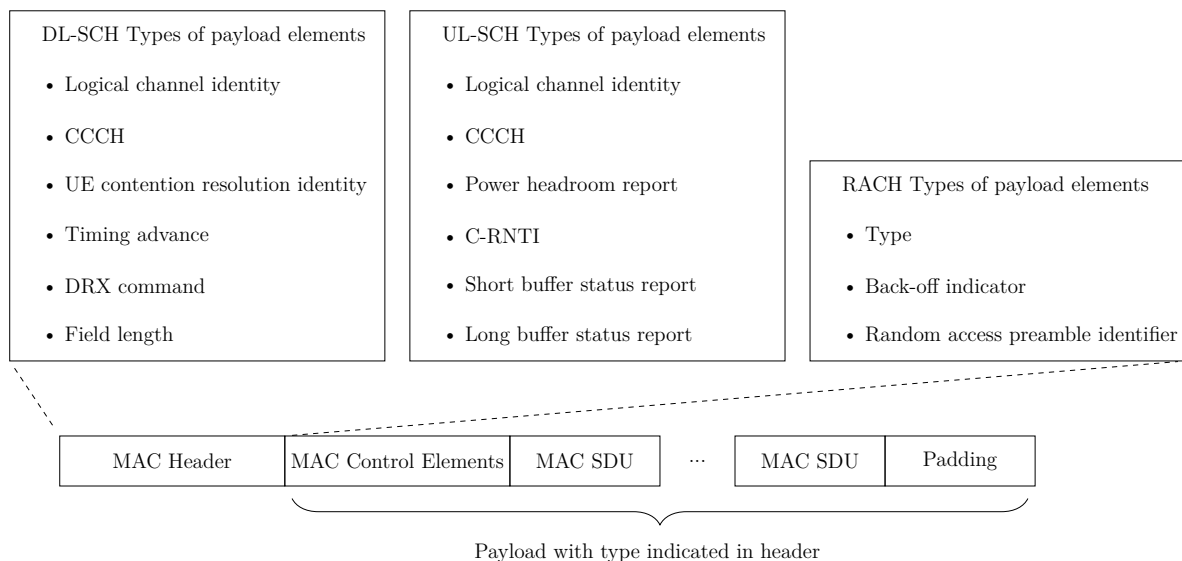 DL-SCH Types of payload elements
• Logical channel identity
• CCCH
• UE contention resolution identity
• Timing advance
• DRX command
• Field length
UL-SCH Types of payload elements
• Logical channel identity
• CCCH
• Power headroom report
• C-RNTI
• Short buffer status report
• Long buffer status report
RACH Types of payload elements
• Type
• Back-off indicator
• Random access preamble identifier
MAC Header
MAC Control Elements
MAC SDU
...
MAC SDU
Padding
Payload with type indicated in header